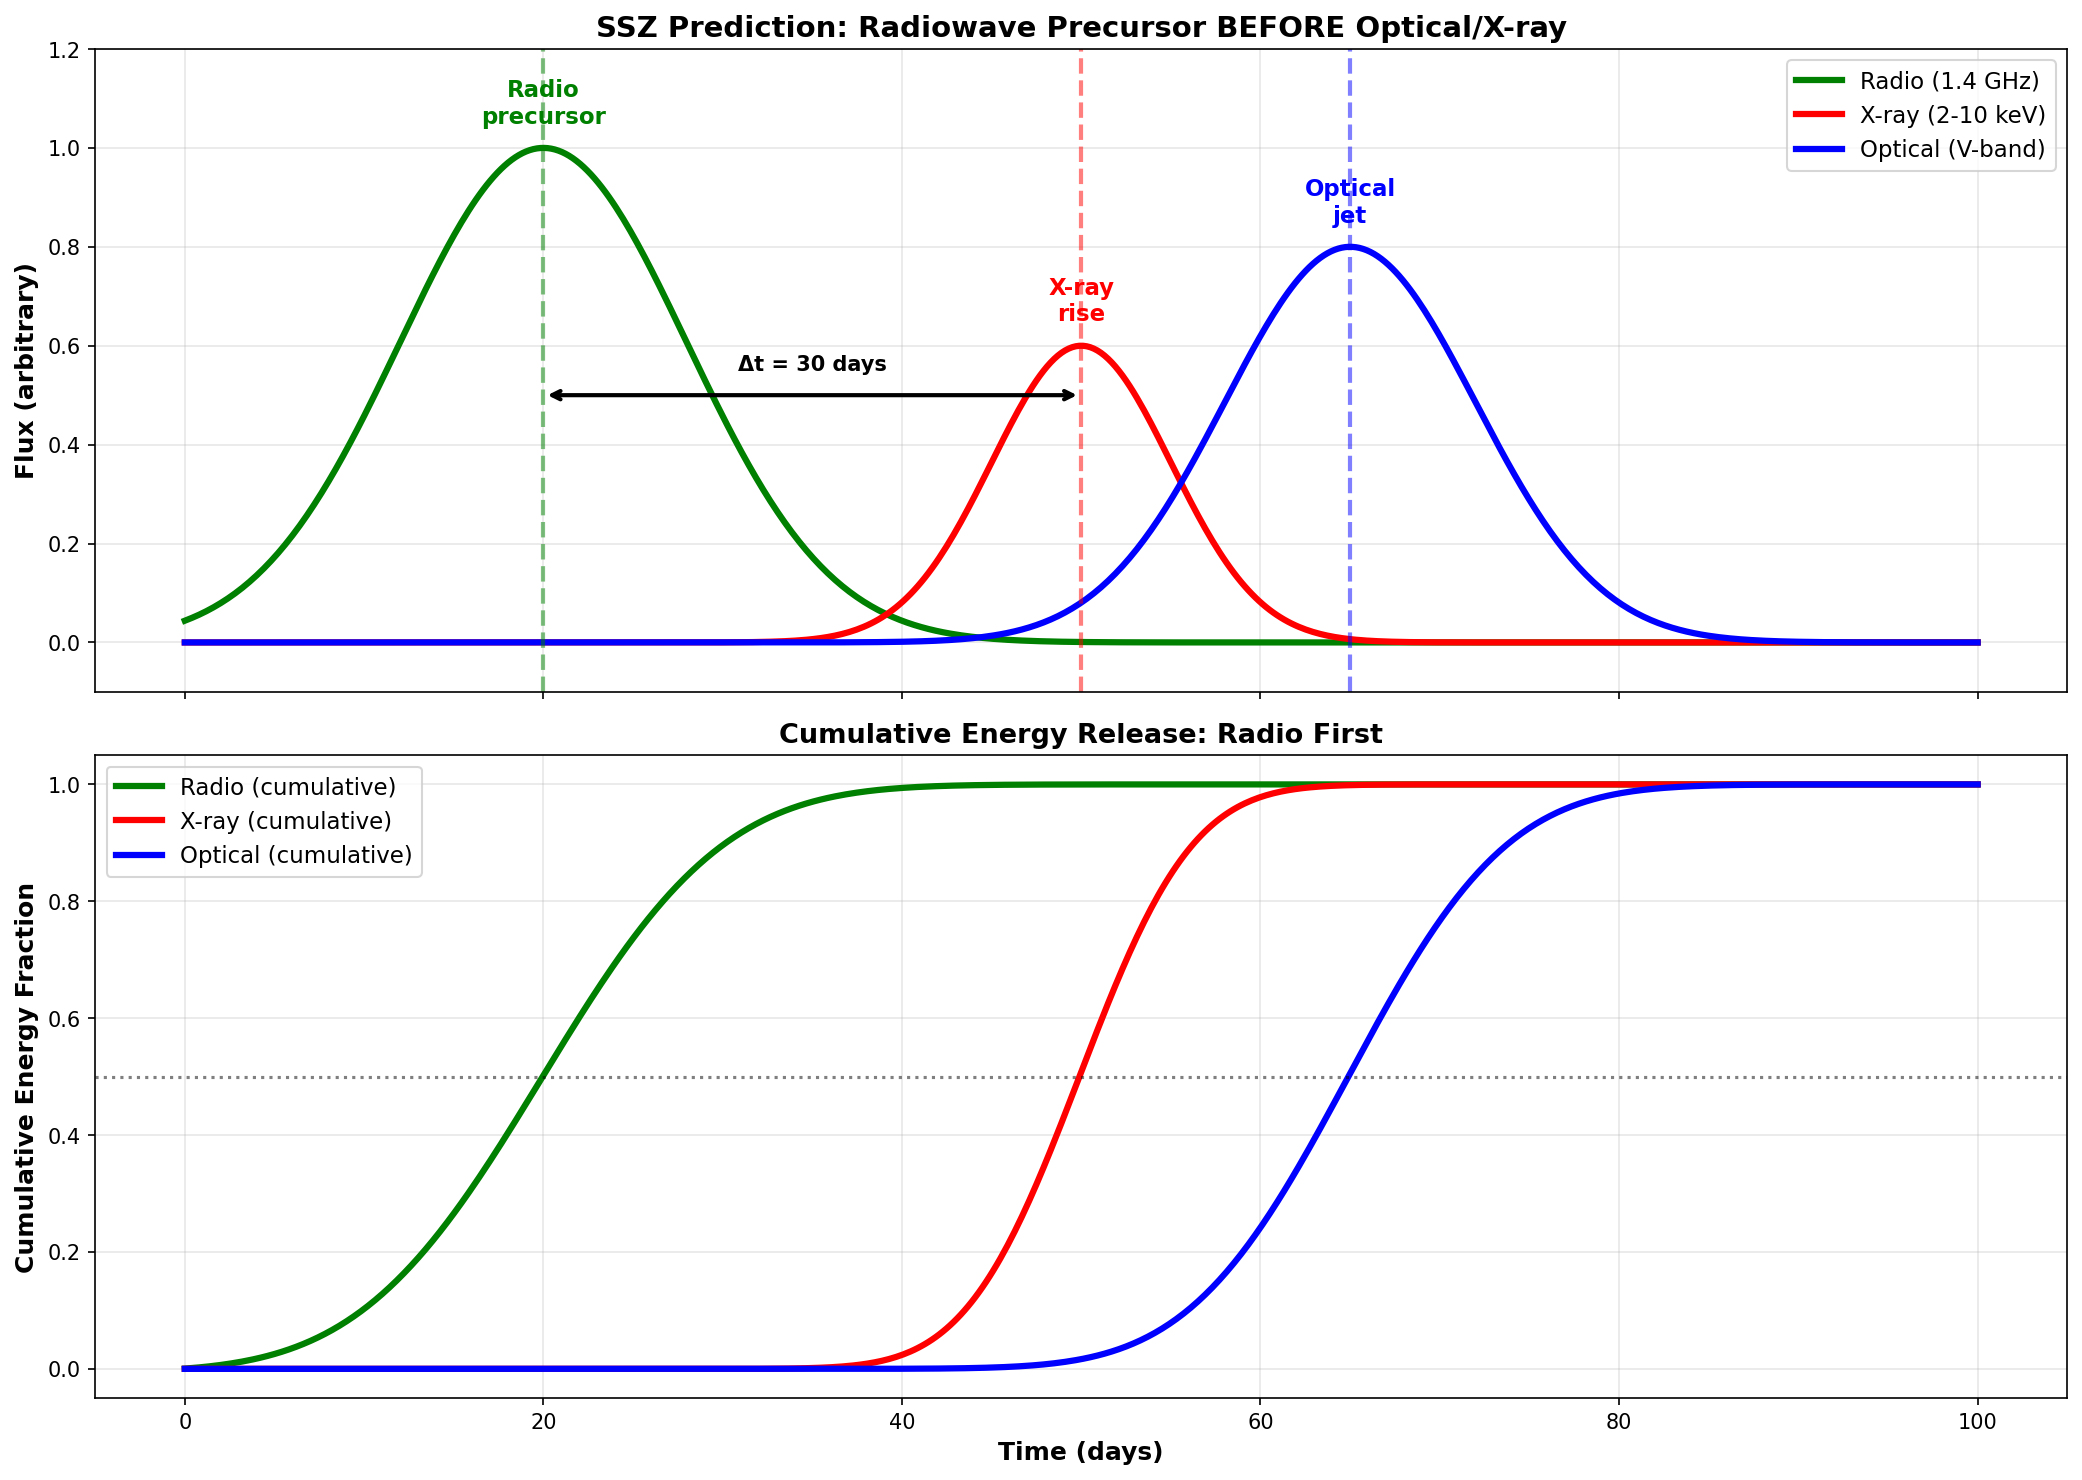 SSZ Prediction: Radiowave Precursor BEFORE Optical/X-ray
1.2
1.0
0.8
0.6
0.4
0.2
0.0
Flux (arbitrary)
Radio
precursor
X-ray
rise
Optical
jet
Δt = 30 days
Radio (1.4 GHz)
X-ray (2-10 keV)
Optical (V-band)
Cumulative Energy Release: Radio First
1.0
0.8
0.6
0.4
0.2
0.0
Cumulative Energy Fraction
Radio (cumulative)
X-ray (cumulative)
Optical (cumulative)
0 20 40 60 80 100
Time (days)